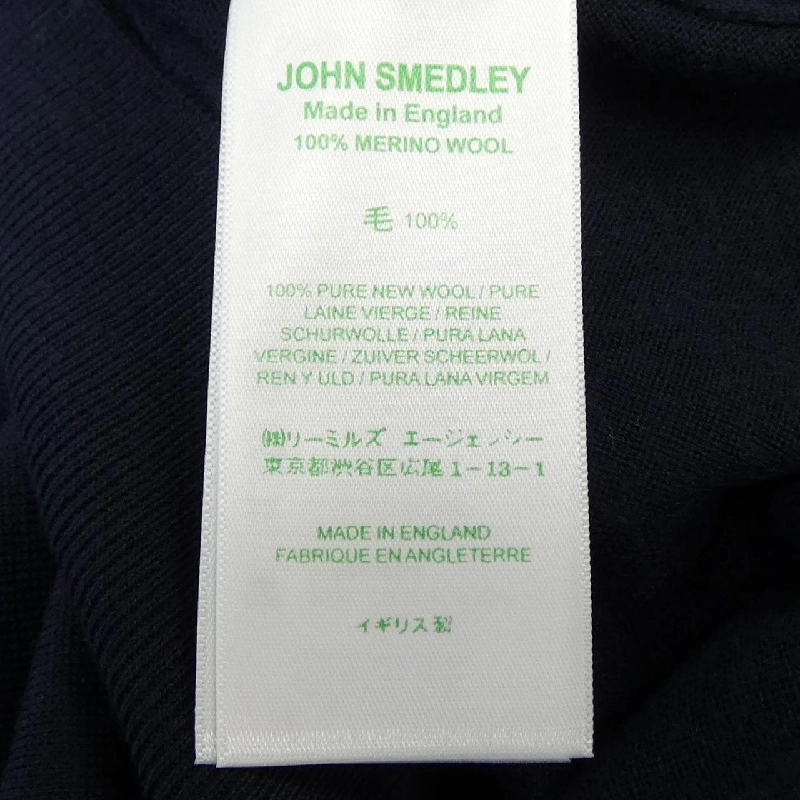 JOHN SMEDLEY
Made in England
100% MERINO WOOL
毛 100%
100% PURE NEW WOOL / PURE
LAINE VIERGE / REINE
SCHURWOLLE / PURA LANA
VERGINE / ZUIVER SCHEERWOL /
REN Y ULD / PURA LANA VIRGEM
㈱リーミルズ エージェンシー
東京都渋谷区広尾1-13-1
MADE IN ENGLAND
FABRIQUE EN ANGLETERRE
イギリス製